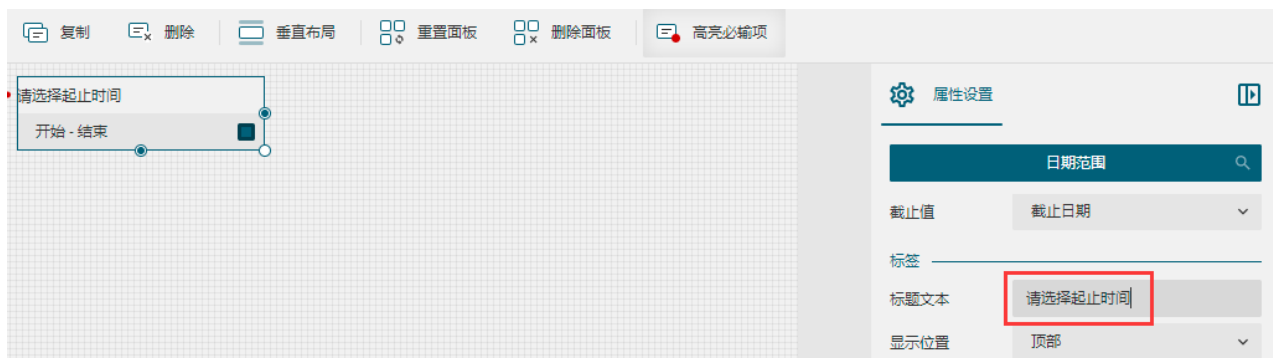 复制 删除 垂直布局 重置面板 删除面板 高亮必输项
请选择起止时间
开始 - 结束
属性设置
日期范围
截止值 截止日期
标签
标题文本 请选择起止时间
显示位置 顶部